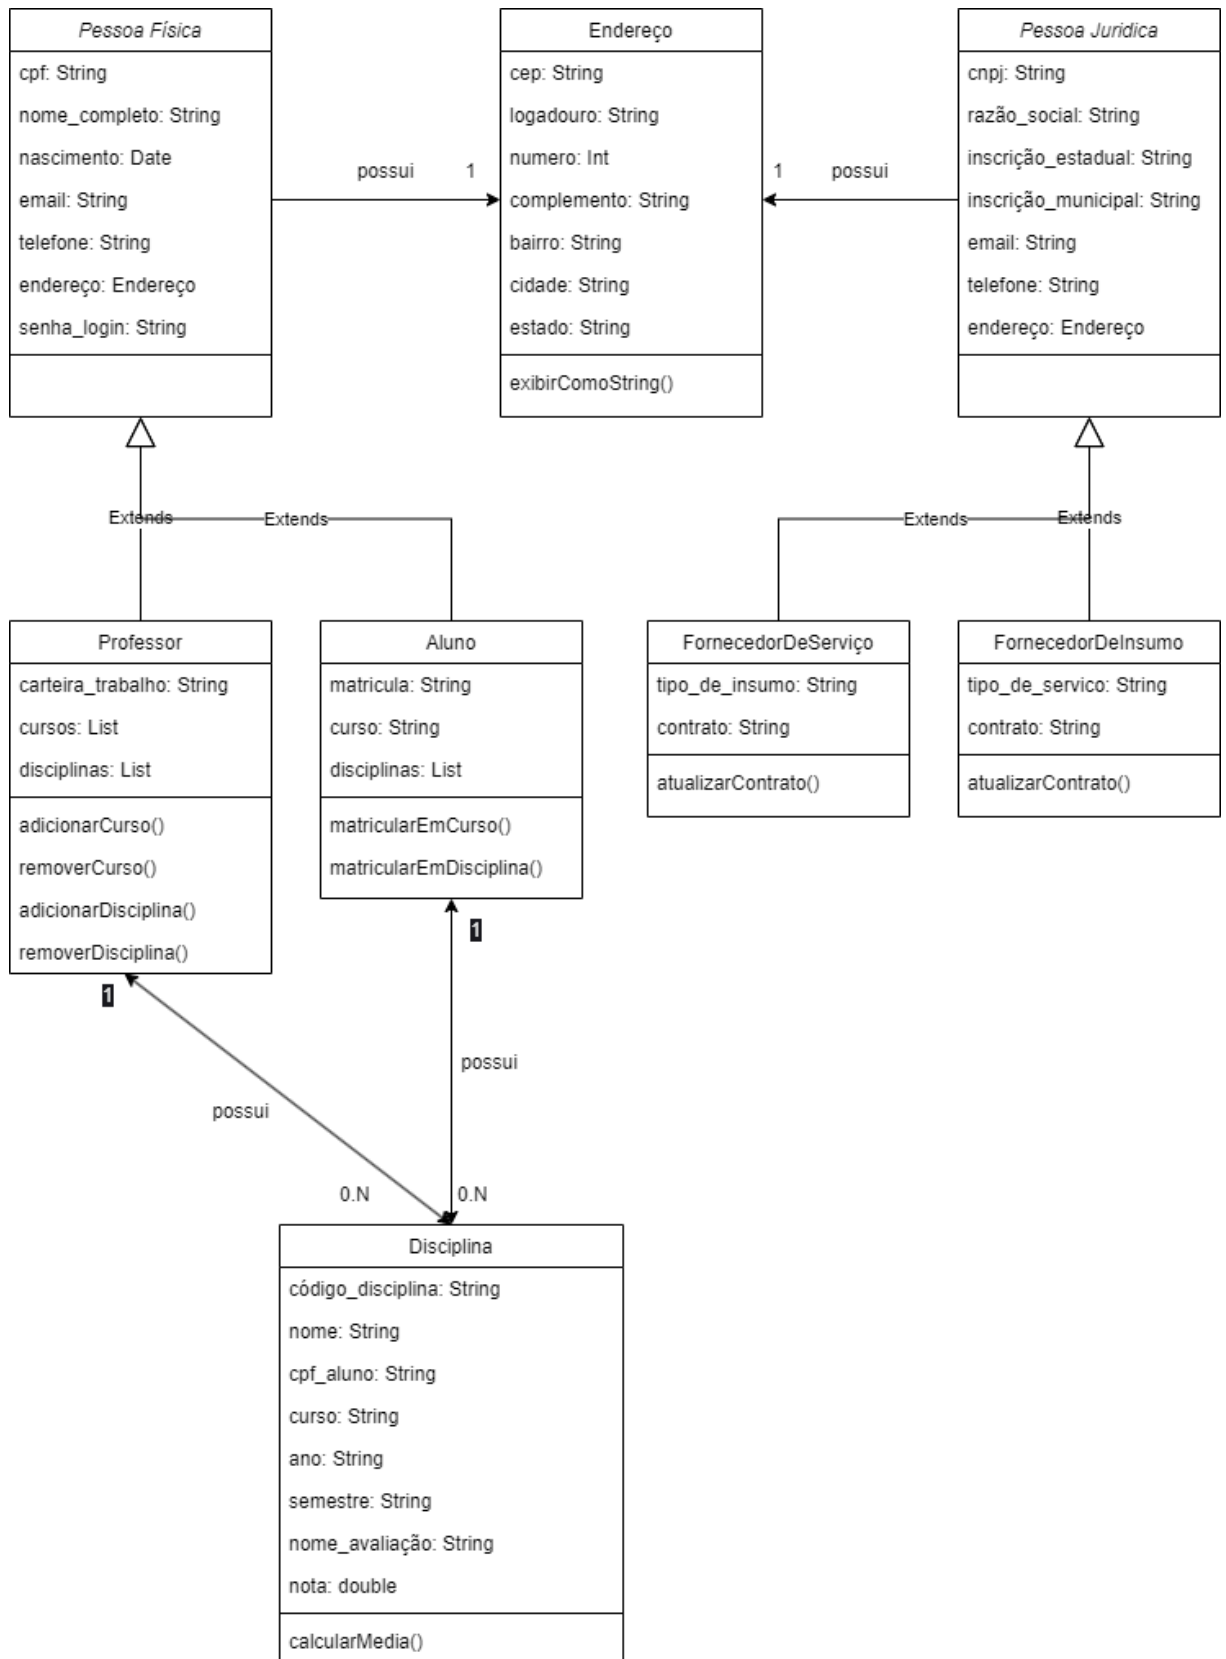 Pessoa Física
cpf: String
nome_completo: String
nascimento: Date
email: String
telefone: String
endereço: Endereço
senha_login: String
possui
1
Endereço
cep: String
logadouro: String
numero: Int
complemento: String
bairro: String
cidade: String
estado: String
exibirComoString()
1
possui
Pessoa Juridica
cnpj: String
razão_social: String
inscrição_estadual: String
inscrição_municipal: String
email: String
telefone: String
endereço: Endereço
Extends
Extends
Extends
Extends
Professor
carteira_trabalho: String
cursos: List
disciplinas: List
adicionarCurso()
removerCurso()
adicionarDisciplina()
removerDisciplina()
Aluno
matricula: String
curso: String
disciplinas: List
matricularEmCurso()
matricularEmDisciplina()
FornecedorDeServiço
tipo_de_insumo: String
contrato: String
atualizarContrato()
FornecedorDeInsumo
tipo_de_servico: String
contrato: String
atualizarContrato()
1
1
possui
possui
0.N
0.N
Disciplina
código_disciplina: String
nome: String
cpf_aluno: String
curso: String
ano: String
semestre: String
nome_avaliação: String
nota: double
calcularMedia()